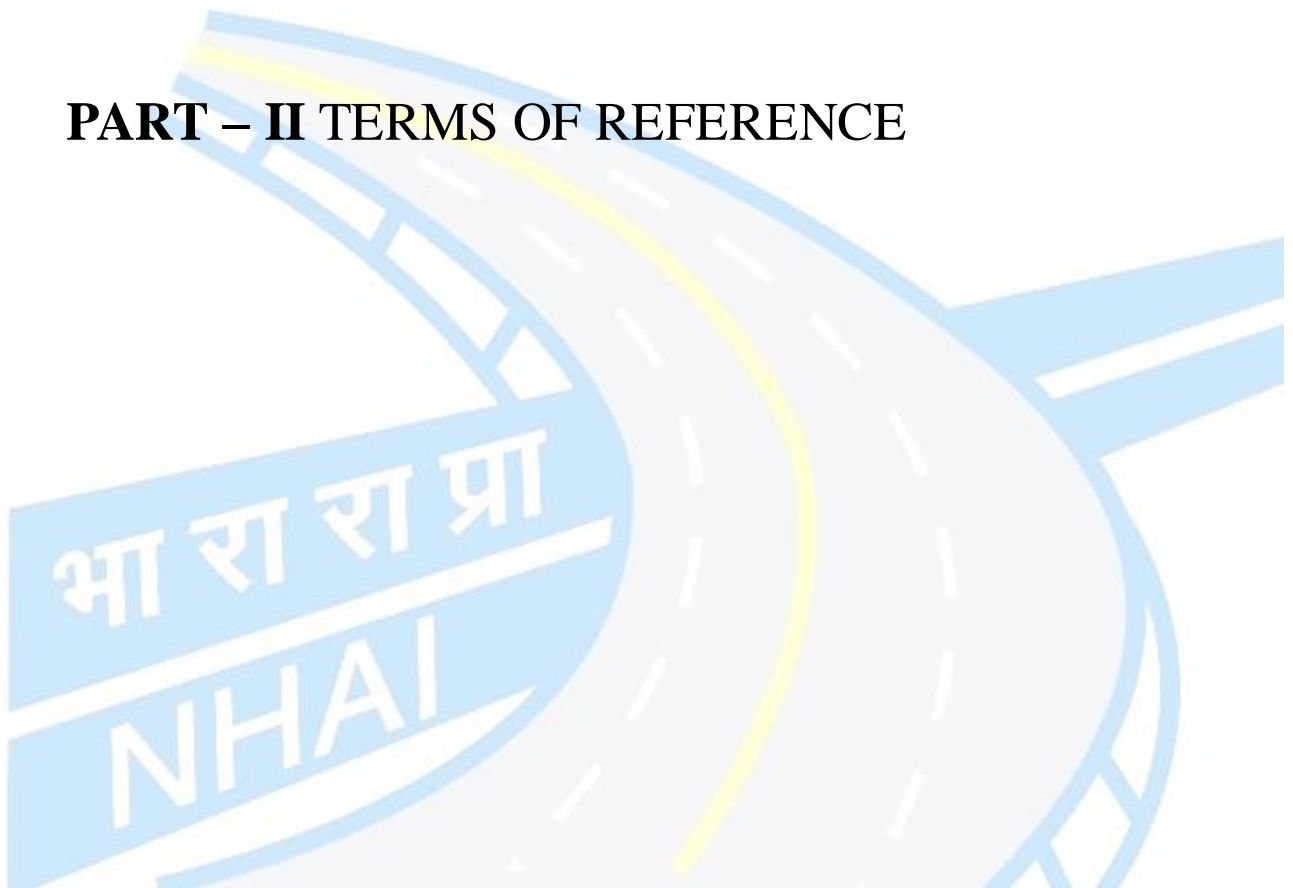 PART – II TERMS OF REFERENCE
भा रा रा प्रा
NHAI